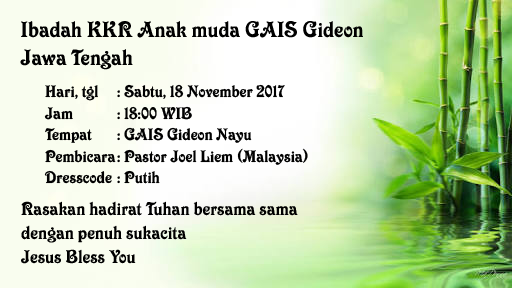 Ibadah KKR Anak muda GAIS Gideon
Jawa Tengah
Hari, tgl : Sabtu, 18 November 2017
Jam : 18:00 WIB
Tempat : GAIS Gideon Nayu
Pembicara : Pastor Joel Liem (Malaysia)
Dresscode : Putih
Rasakan hadirat Tuhan bersama sama
dengan penuh sukacita
Jesus Bless You